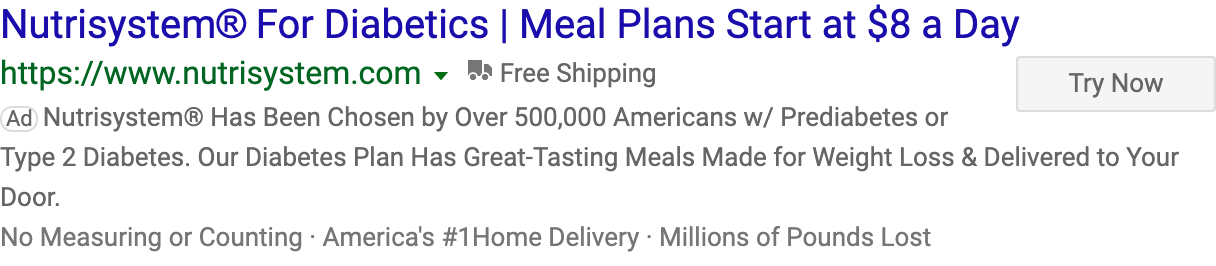 Nutrisystem® For Diabetics | Meal Plans Start at $8 a Day
https://www.nutrisystem.com Free Shipping
Try Now
Ad Nutrisystem® Has Been Chosen by Over 500,000 Americans w/ Prediabetes or
Type 2 Diabetes. Our Diabetes Plan Has Great-Tasting Meals Made for Weight Loss & Delivered to Your
Door.
No Measuring or Counting · America's #1Home Delivery · Millions of Pounds Lost